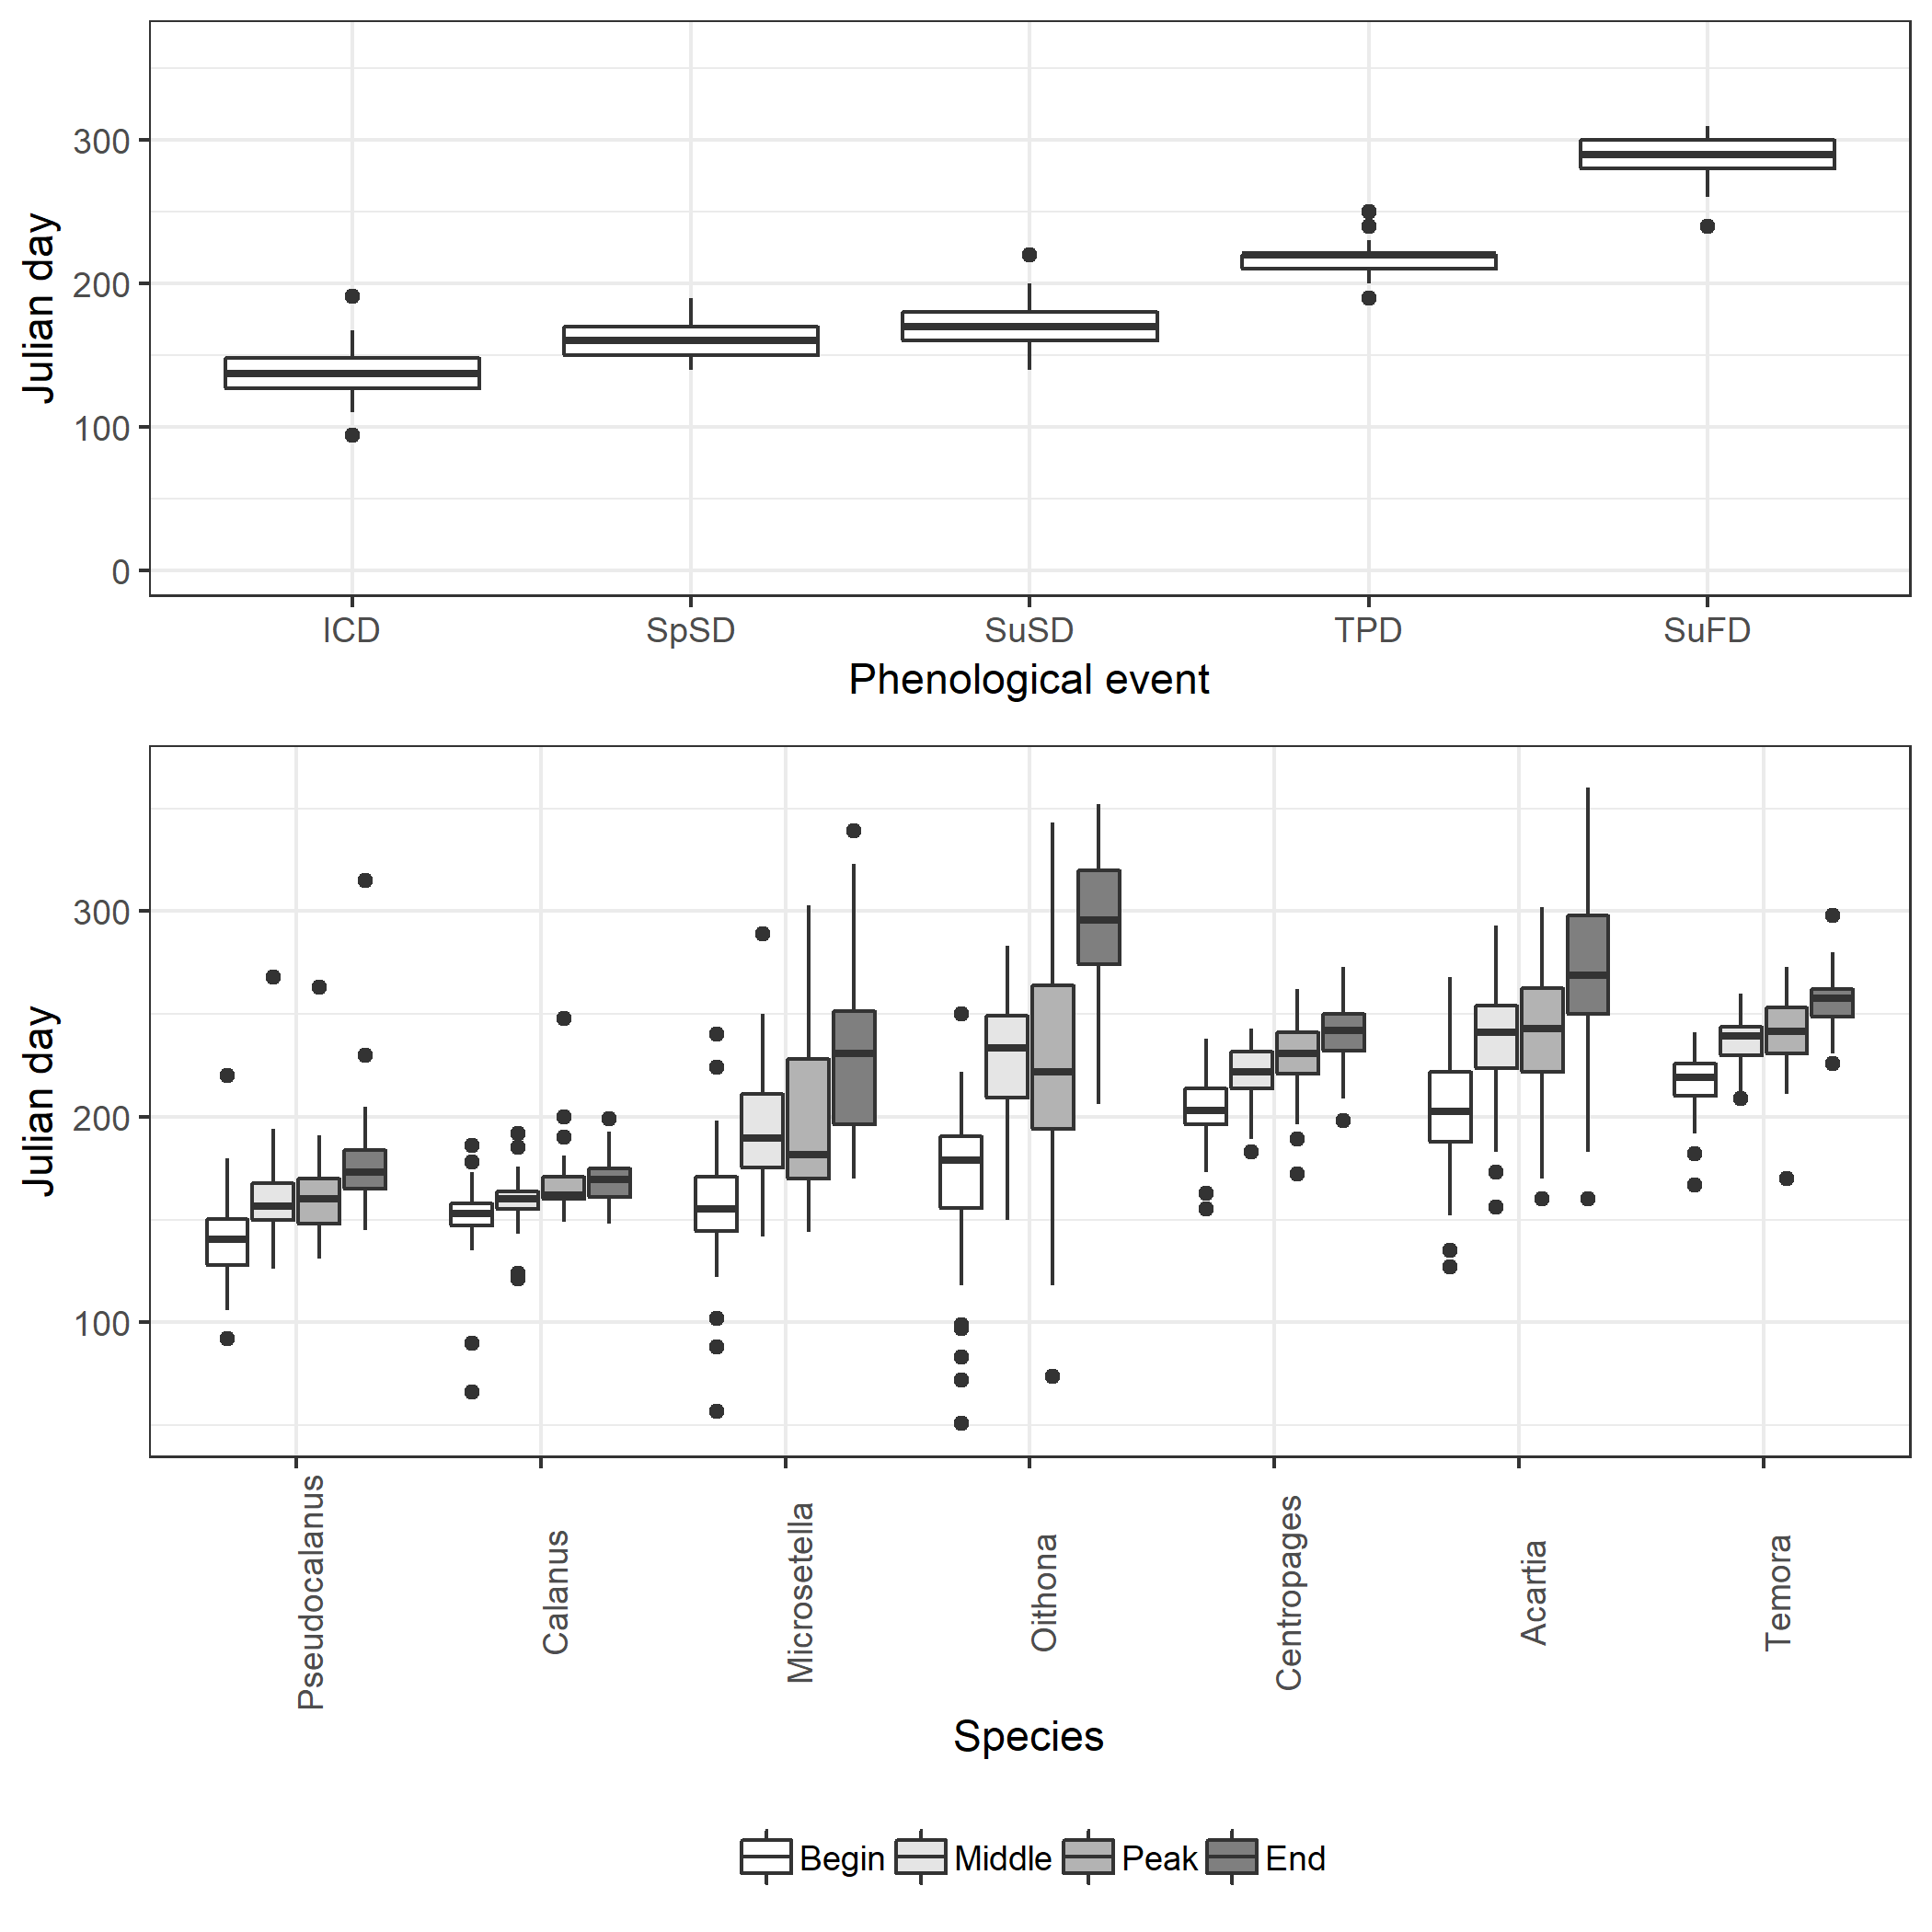 Julian day
300
200
100
0
ICD SpSD SuSD TPD SuFD
Phenological event
Julian day
300
200
100
Pseudocalanus
Calanus
Microsetella
Oithona
Centropages
Acartia
Temora
Species
Begin Middle Peak End